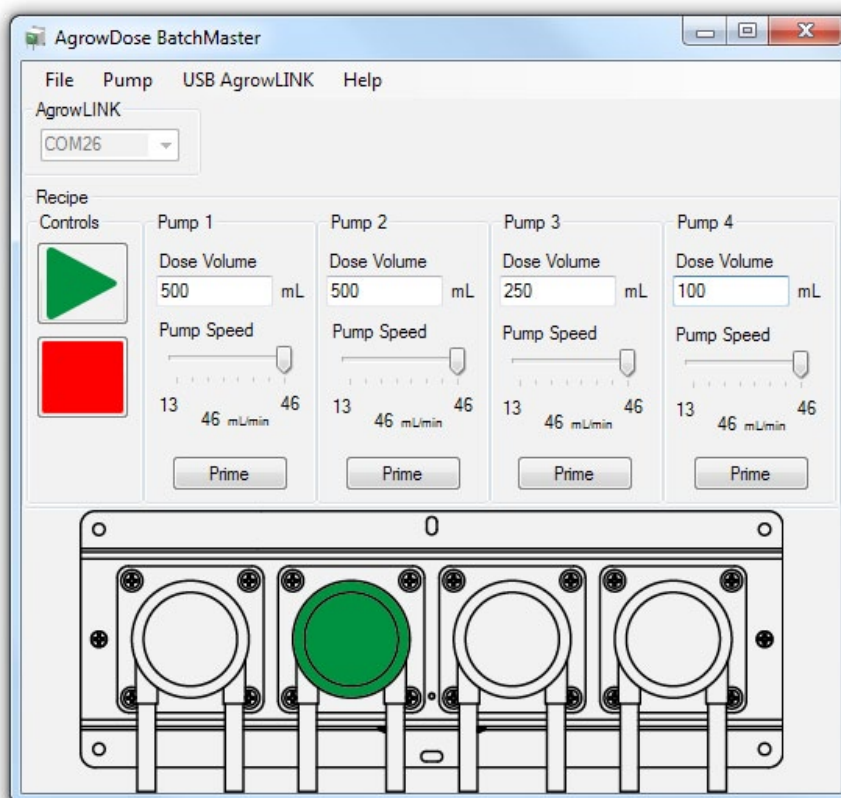 AgrowDose BatchMaster
File Pump USB AgrowLINK Help
AgrowLINK
COM26
Recipe
Controls Pump 1 Pump 2 Pump 3 Pump 4
Dose Volume Dose Volume Dose Volume Dose Volume
500 mL 500 mL 250 mL 100 mL
Pump Speed Pump Speed Pump Speed Pump Speed
13 46 13 46 13 46 13 46
46 mL/min 46 mL/min 46 mL/min 46 mL/min
Prime Prime Prime Prime